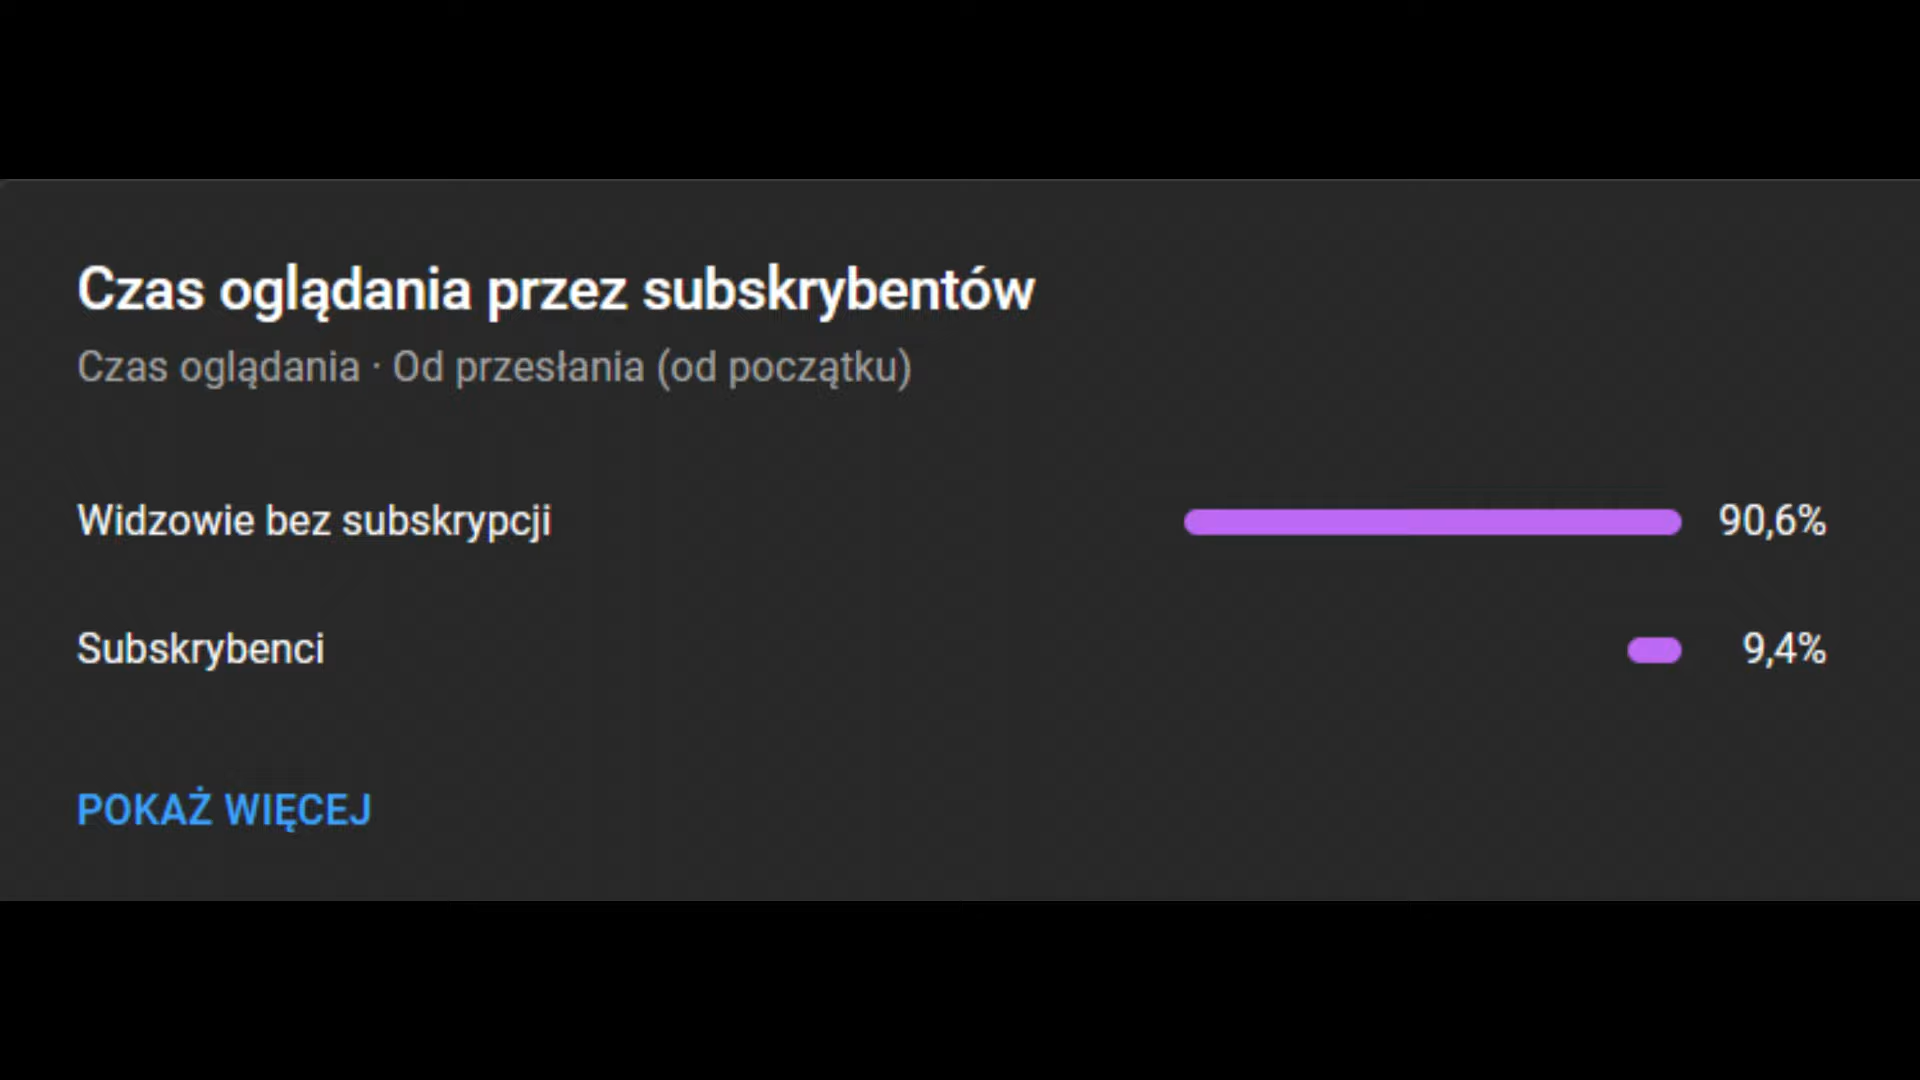 Czas oglądania przez subskrybentów
Czas oglądania · Od przesłania (od początku)
Widzowie bez subskrypcji 90,6%
Subskrybenci 9,4%
POKAŻ WIĘCEJ